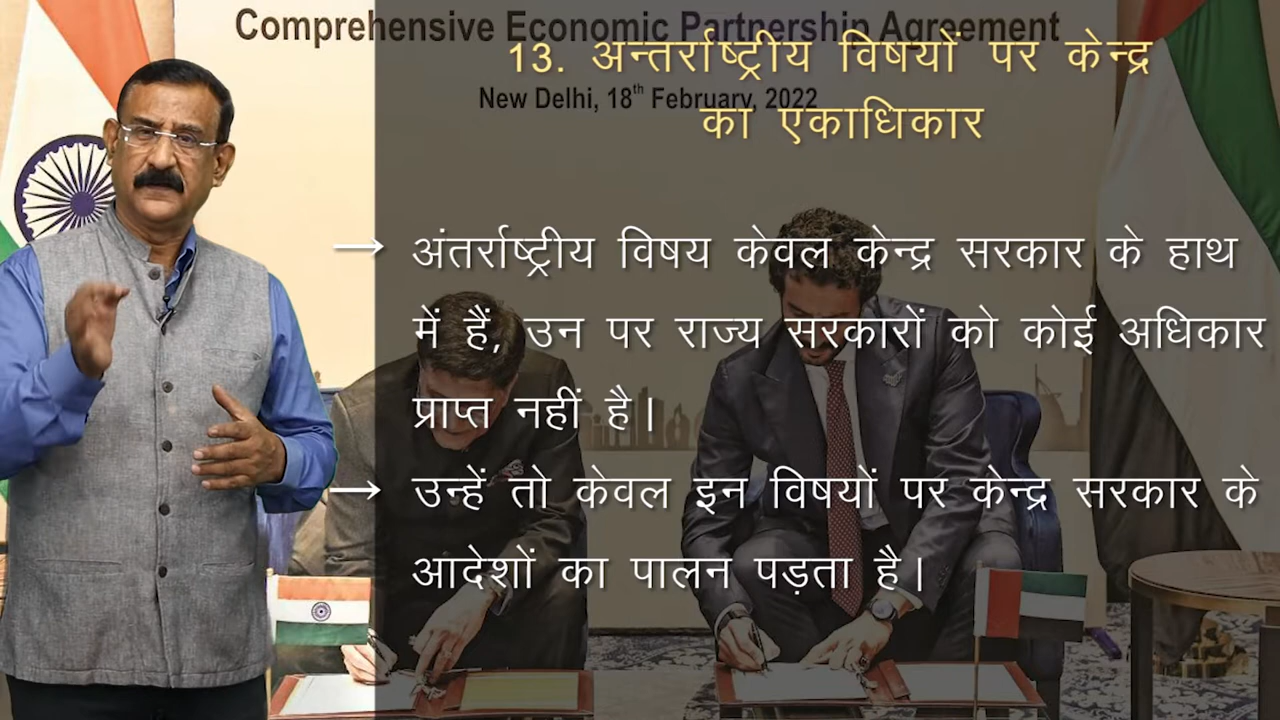 Comprehensive Economic Partnership Agreement
13. अन्तर्राष्ट्रीय विषयों पर केन्द्र
New Delhi, 18th February, 2022
का एकाधिकार
→ अंतर्राष्ट्रीय विषय केवल केन्द्र सरकार के हाथ
में हैं, उन पर राज्य सरकारों को कोई अधिकार
प्राप्त नहीं है।
→ उन्हें तो केवल इन विषयों पर केन्द्र सरकार के
आदेशों का पालन पड़ता है।